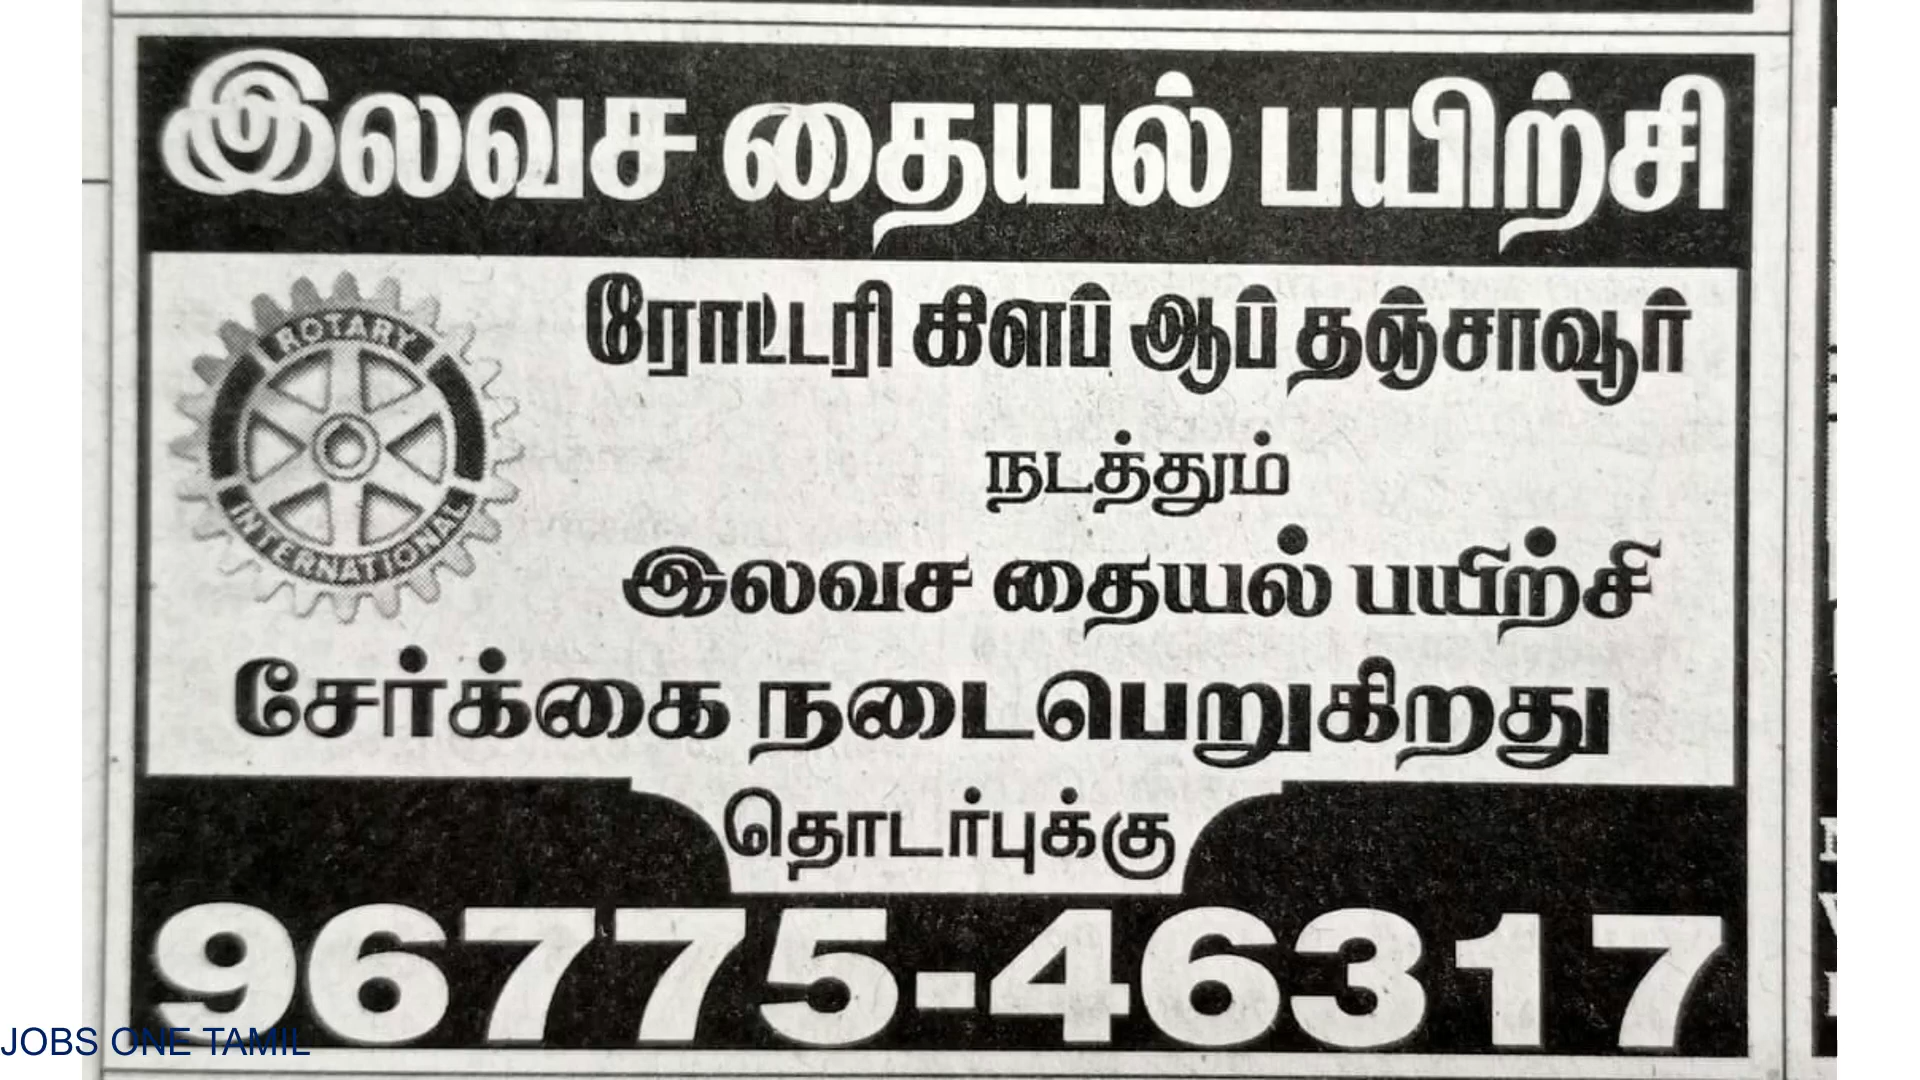 இலவச தையல் பயிற்சி
ROTARY
INTERNATIONAL
ரோட்டரி கிளப் ஆப் தஞ்சாவூர்
நடத்தும்
இலவச தையல் பயிற்சி
சேர்க்கை நடைபெறுகிறது
தொடர்புக்கு
96775-46317
JOBS ONE TAMIL